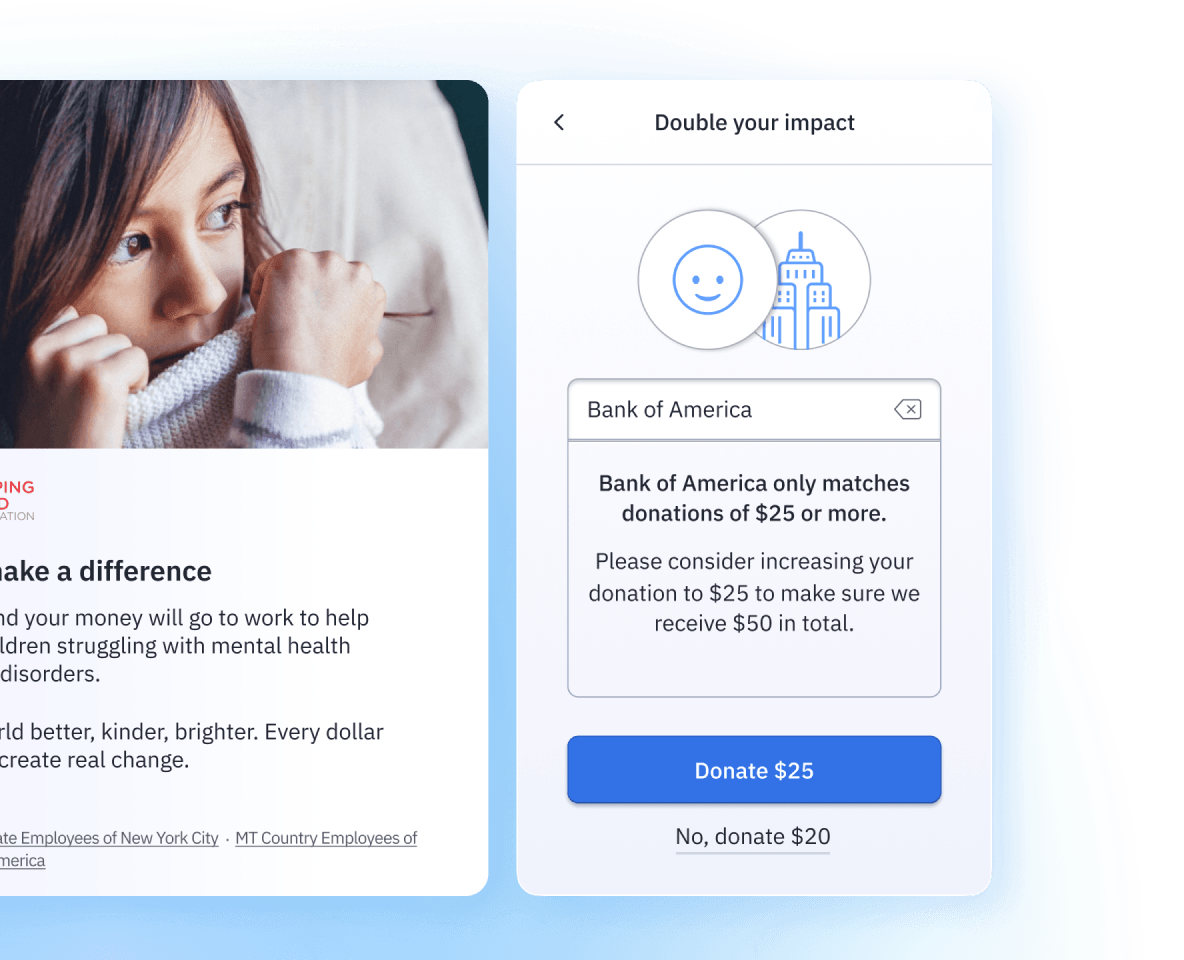 PING
D
ATION
ake a difference
nd your money will go to work to help
ldren struggling with mental health
disorders.
rld better, kinder, brighter. Every dollar
create real change.
ate Employees of New York City · MT Country Employees of
merica
Double your impact
Bank of America
Bank of America only matches
donations of $25 or more.
Please consider increasing your
donation to $25 to make sure we
receive $50 in total.
Donate $25
No, donate $20